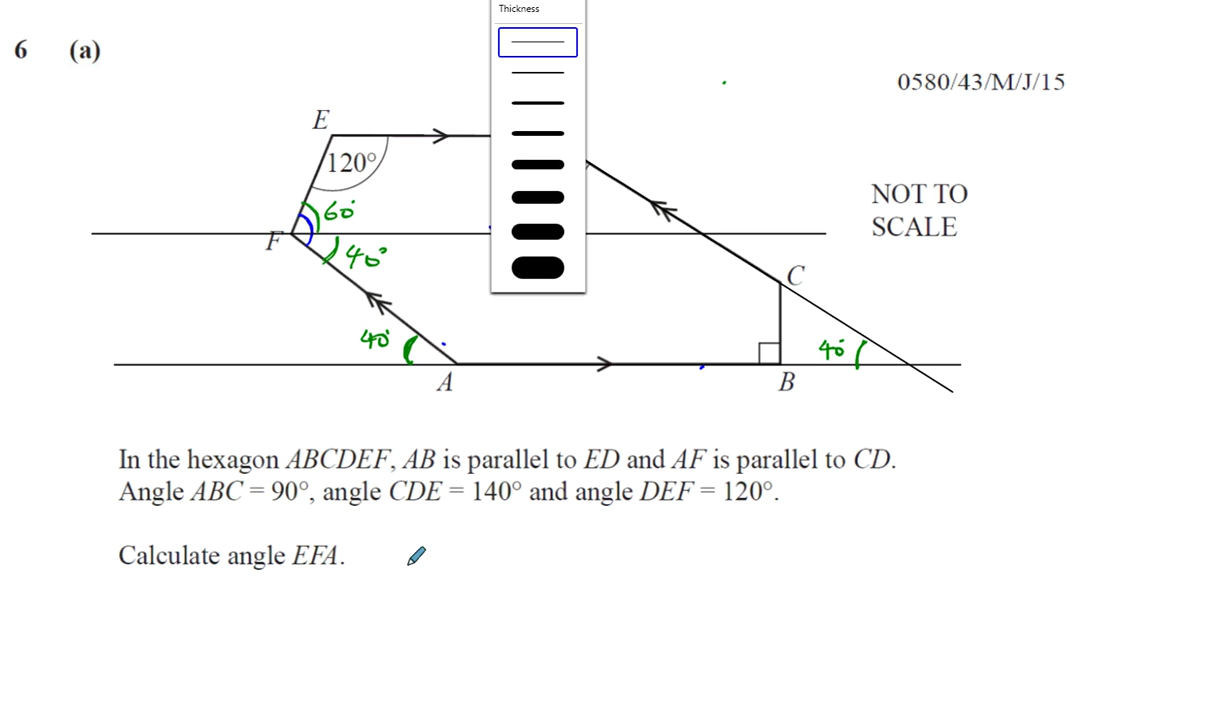 Thickness
6 (a)
0580/43/M/J/15
E
120°
NOT TO
SCALE
60°
F
40°
C
40°
40°
A
B
In the hexagon ABCDEF, AB is parallel to ED and AF is parallel to CD.
Angle ABC = 90°, angle CDE = 140° and angle DEF = 120°.
Calculate angle EFA.